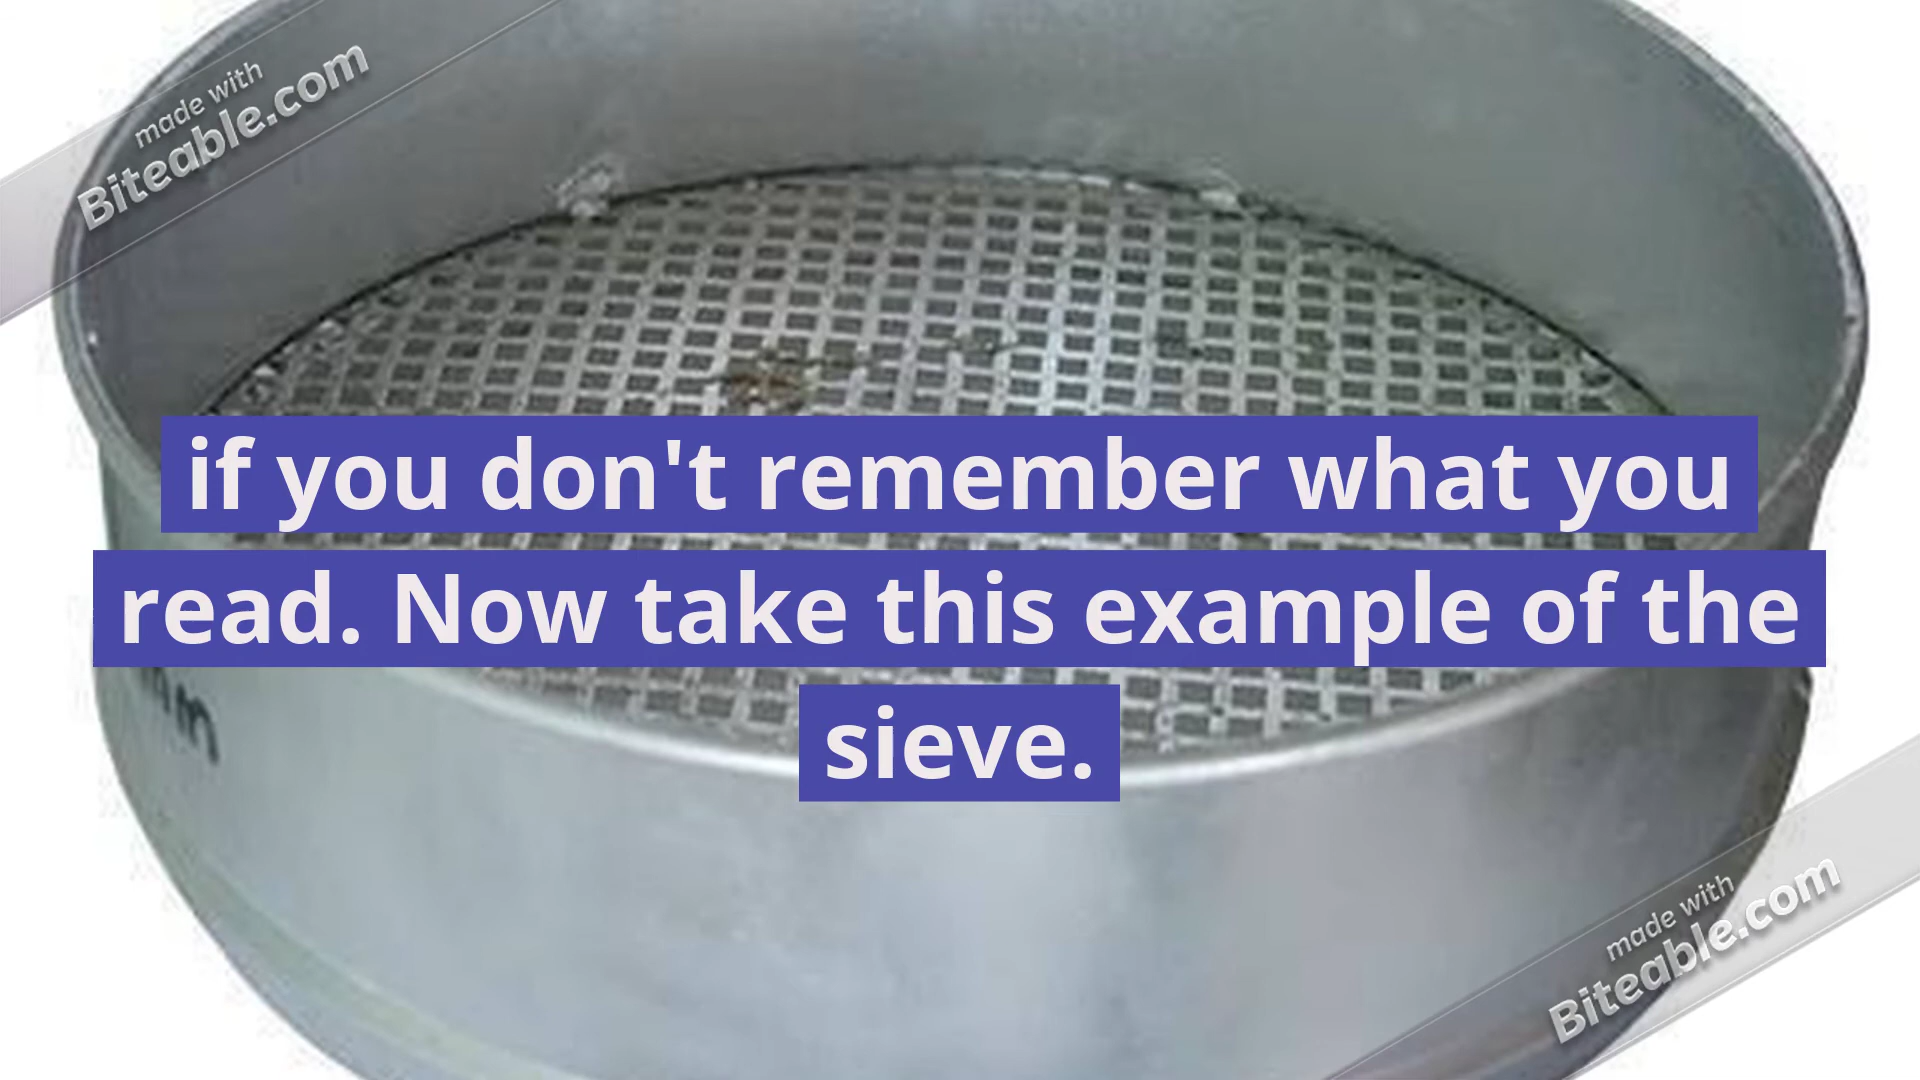 made with
Biteable.com
if you don't remember what you
read. Now take this example of the
sieve.
made with
Biteable.com